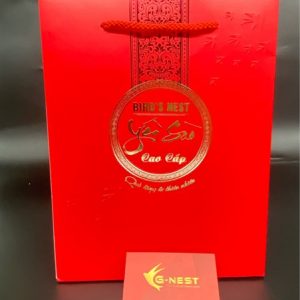 BIRD'S NEST
Yến Sào
Cao Cấp
Quà tặng từ thiên nhiên
G-NEST